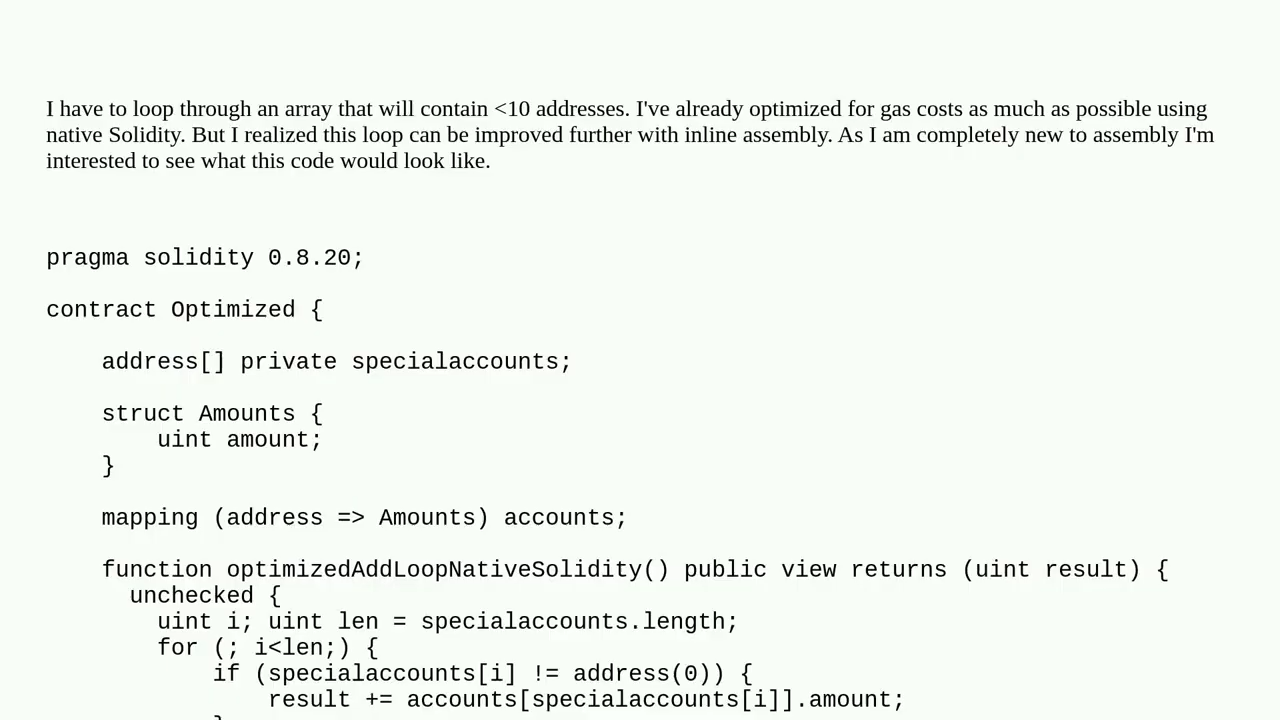 I have to loop through an array that will contain <10 addresses. I've already optimized for gas costs as much as possible using
native Solidity. But I realized this loop can be improved further with inline assembly. As I am completely new to assembly I'm
interested to see what this code would look like.
pragma solidity 0.8.20;
contract Optimized {
    address[] private specialaccounts;
    struct Amounts {
        uint amount;
    }
    mapping (address => Amounts) accounts;
    function optimizedAddLoopNativeSolidity() public view returns (uint result) {
      unchecked {
        uint i; uint len = specialaccounts.length;
        for (; i<len;) {
            if (specialaccounts[i] != address(0)) {
                result += accounts[specialaccounts[i]].amount;
            }